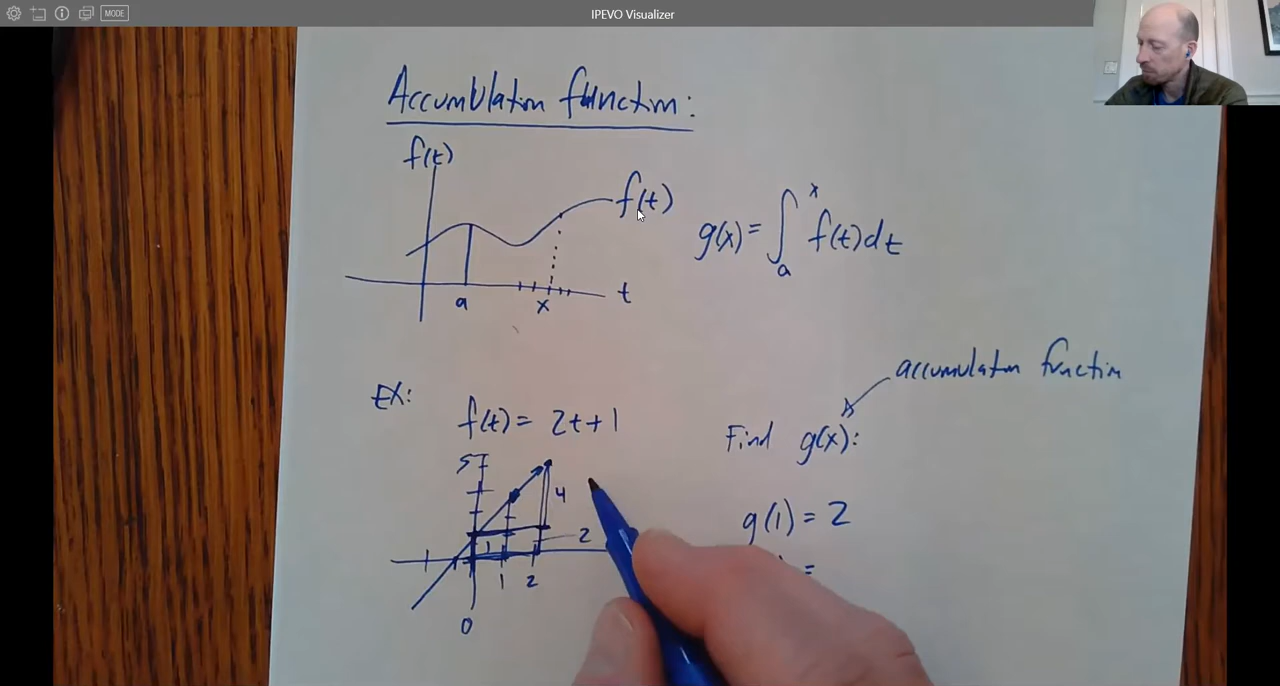 MODE
IPEVO Visualizer
Accumulation function:
f(t)
f(t)
g(x) = ∫ₐˣ f(t)dt
a
x
t
accumulation function
EX:
f(t) = 2t+1
Find g(x):
5
4
g(1) = 2
1
2
=
1 2
0